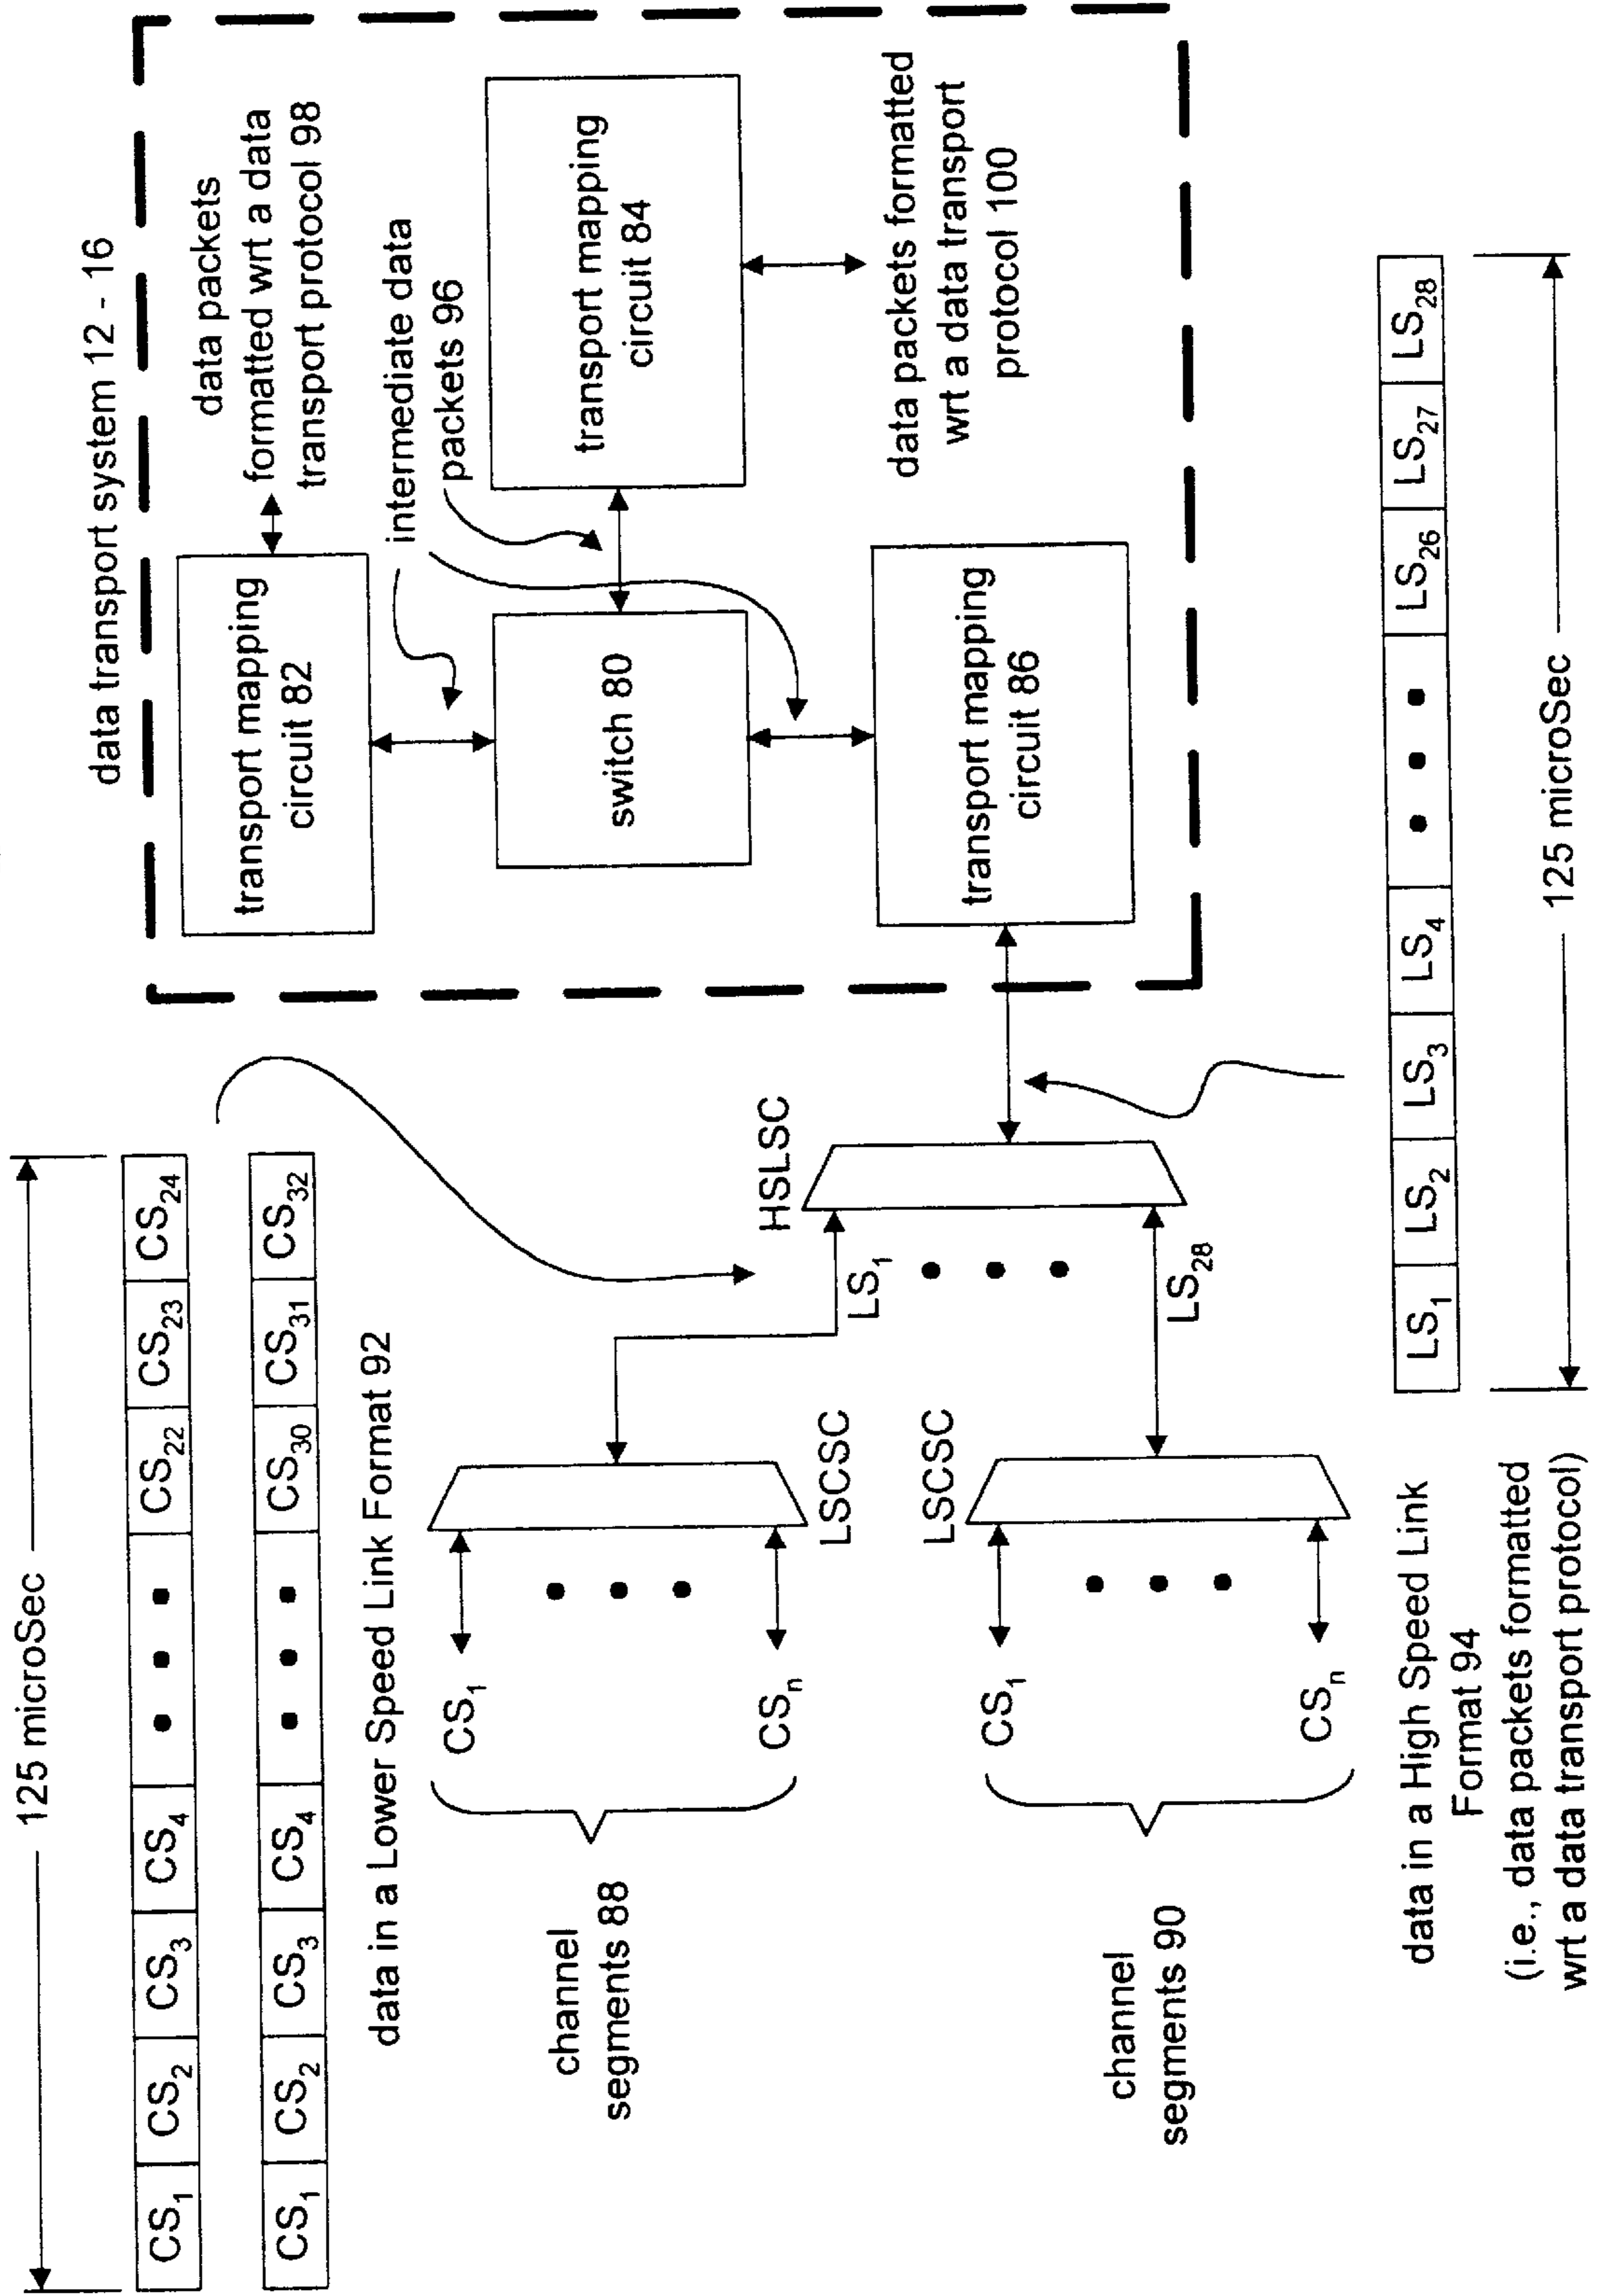 125 microSec
CS1 CS2 CS3 CS4 • • • CS22 CS23 CS24
CS1 CS2 CS3 CS4 • • • CS30 CS31 CS32
data in a Lower Speed Link Format 92
channel
segments 88
CS1
CSn
LSCSC
channel
segments 90
CS1
CSn
LSCSC
LS1
LS28
HSLSC
data transport system 12 - 16
transport mapping
circuit 82
data packets
formatted wrt a data
transport protocol 98
intermediate data
packets 96
switch 80
transport mapping
circuit 84
transport mapping
circuit 86
data packets formatted
wrt a data transport
protocol 100
data in a High Speed Link
Format 94
(i.e., data packets formatted
wrt a data transport protocol)
LS1 LS2 LS3 LS4 • • • LS26 LS27 LS28
125 microSec